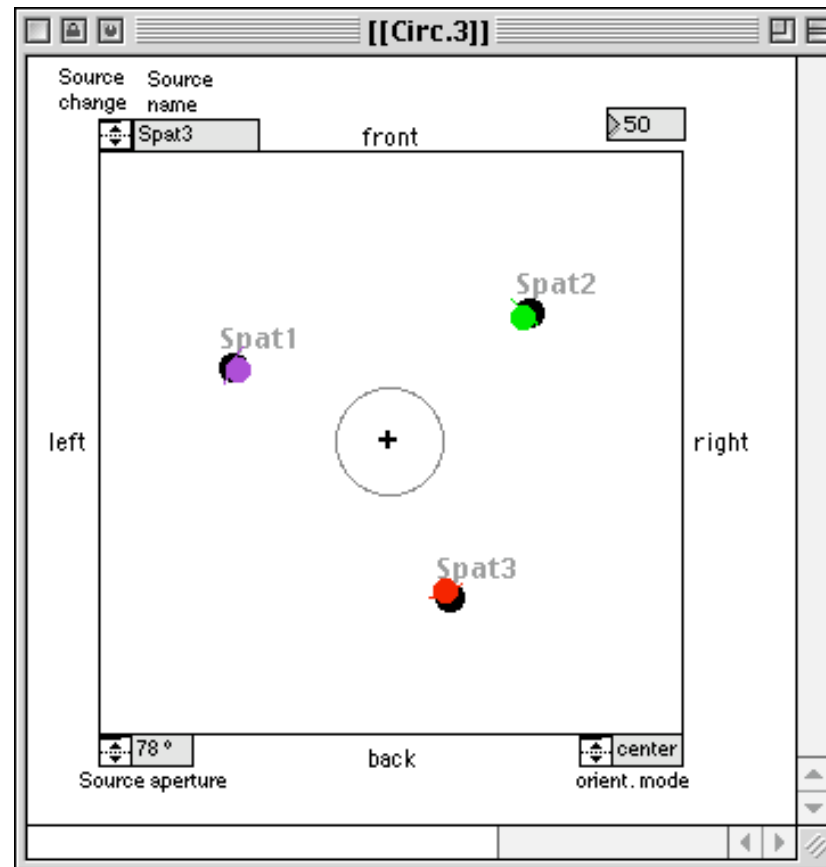 [[Circ.3]]
Source change
Source name
Spat3
front
50
Spat2
Spat1
left
right
Spat3
78 °
center
back
Source aperture
orient. mode